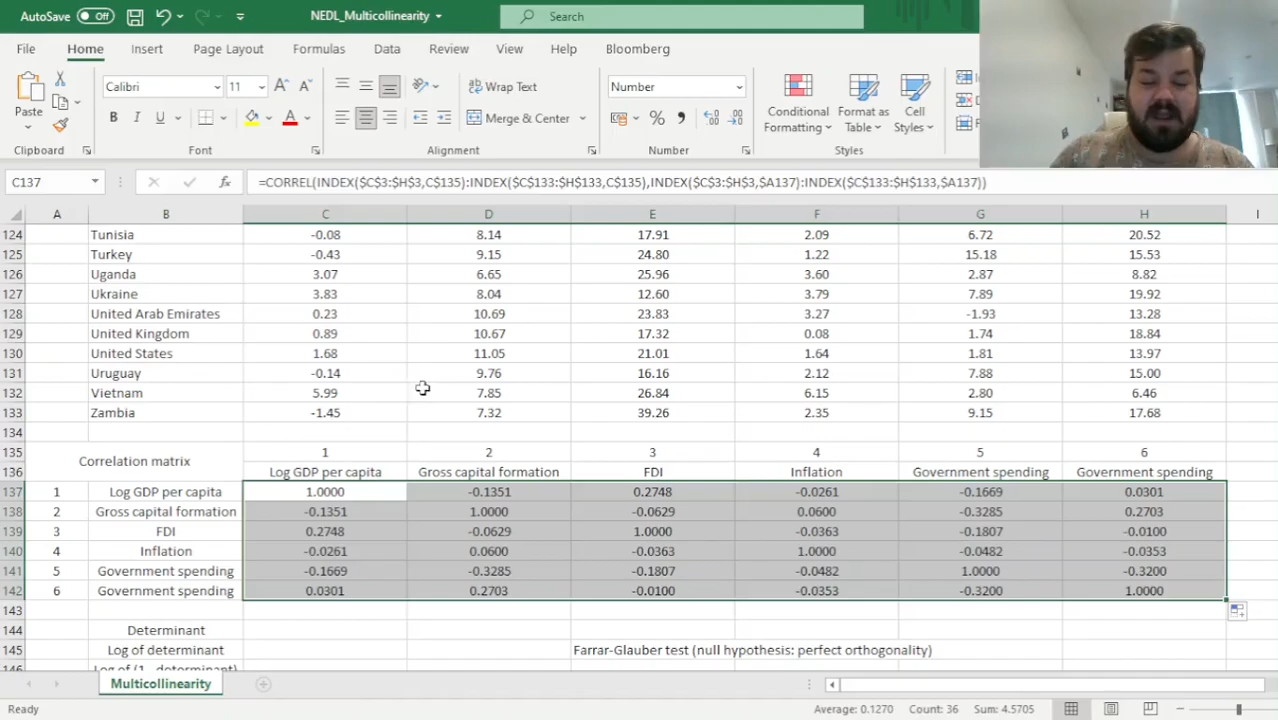 AutoSave Off NEDL_Multicollinearity Search
File Home Insert Page Layout Formulas Data Review View Help Bloomberg
Paste Calibri 11 Wrap Text Number Conditional Formatting Format as Table Cell Styles
B I U A Merge & Center % ,
Clipboard Font Alignment Number Styles
C137 fx =CORREL(INDEX($C$3:$H$3,C$135):INDEX($C$133:$H$133,C$135),INDEX($C$3:$H$3,$A137):INDEX($C$133:$H$133,$A137))
A B C D E F G H I
124 Tunisia -0.08 8.14 17.91 2.09 6.72 20.52
125 Turkey -0.43 9.15 24.80 1.22 15.18 15.53
126 Uganda 3.07 6.65 25.96 3.60 2.87 8.82
127 Ukraine 3.83 8.04 12.60 3.79 7.89 19.92
128 United Arab Emirates 0.23 10.69 23.83 3.27 -1.93 13.28
129 United Kingdom 0.89 10.67 17.32 0.08 1.74 18.84
130 United States 1.68 11.05 21.01 1.64 1.81 13.97
131 Uruguay -0.14 9.76 16.16 2.12 7.88 15.00
132 Vietnam 5.99 7.85 26.84 6.15 2.80 6.46
133 Zambia -1.45 7.32 39.26 2.35 9.15 17.68
134
135 Correlation matrix 1 2 3 4 5 6
136 Log GDP per capita Gross capital formation FDI Inflation Government spending Government spending
137 1 Log GDP per capita 1.0000 -0.1351 0.2748 -0.0261 -0.1669 0.0301
138 2 Gross capital formation -0.1351 1.0000 -0.0629 0.0600 -0.3285 0.2703
139 3 FDI 0.2748 -0.0629 1.0000 -0.0363 -0.1807 -0.0100
140 4 Inflation -0.0261 0.0600 -0.0363 1.0000 -0.0482 -0.0353
141 5 Government spending -0.1669 -0.3285 -0.1807 -0.0482 1.0000 -0.3200
142 6 Government spending 0.0301 0.2703 -0.0100 -0.0353 -0.3200 1.0000
143
144 Determinant
145 Log of determinant Farrar-Glauber test (null hypothesis: perfect orthogonality)
146 Log of (1 - determinant)
Multicollinearity
Ready Average: 0.1270 Count: 36 Sum: 4.5705